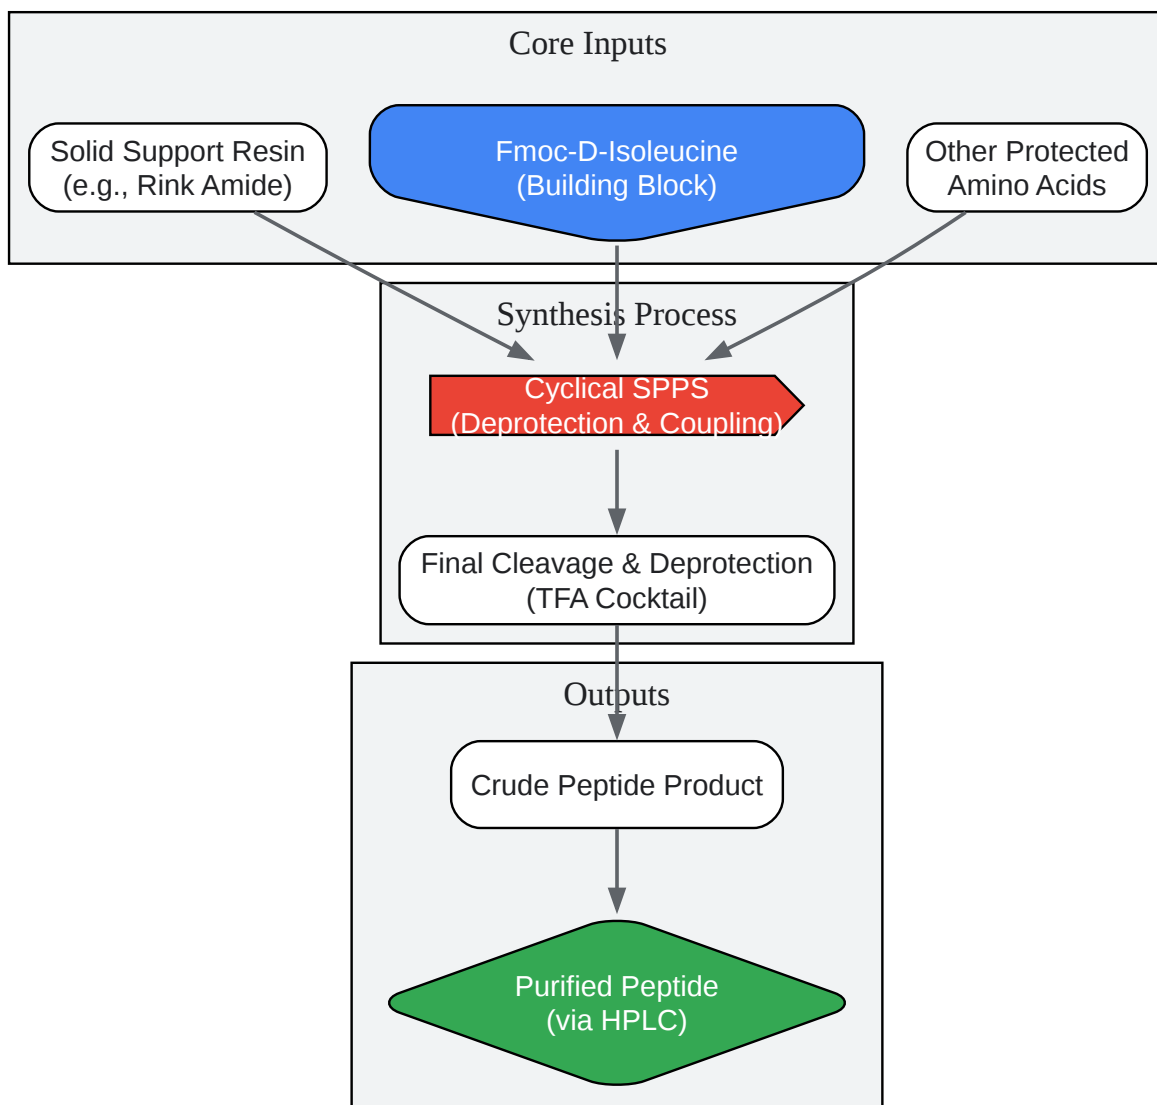 Core Inputs
Solid Support Resin
(e.g., Rink Amide)
Fmoc-D-Isoleucine
(Building Block)
Other Protected
Amino Acids
Synthesis Process
Cyclical SPPS
(Deprotection & Coupling)
Final Cleavage & Deprotection
(TFA Cocktail)
Outputs
Crude Peptide Product
Purified Peptide
(via HPLC)